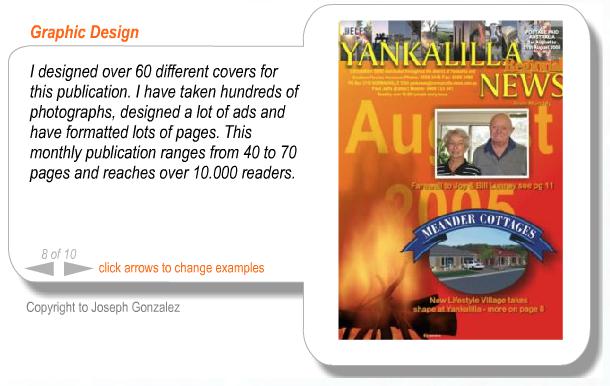 Graphic Design
I designed over 60 different covers for
this publication. I have taken hundreds of
photographs, designed a lot of ads and
have formatted lots of pages. This
monthly publication ranges from 40 to 70
pages and reaches over 10.000 readers.
8 of 10
click arrows to change examples
Copyright to Joseph Gonzalez
POSTAGE PAID
AUSTRALIA
YANKALILLA
Regional
NEWS
August
2005
Farewell to Joy & Bill Lunney see pg 11
MEANDER COTTAGES
New Lifestyle Village takes
shape at Yankalilla - more on page 8